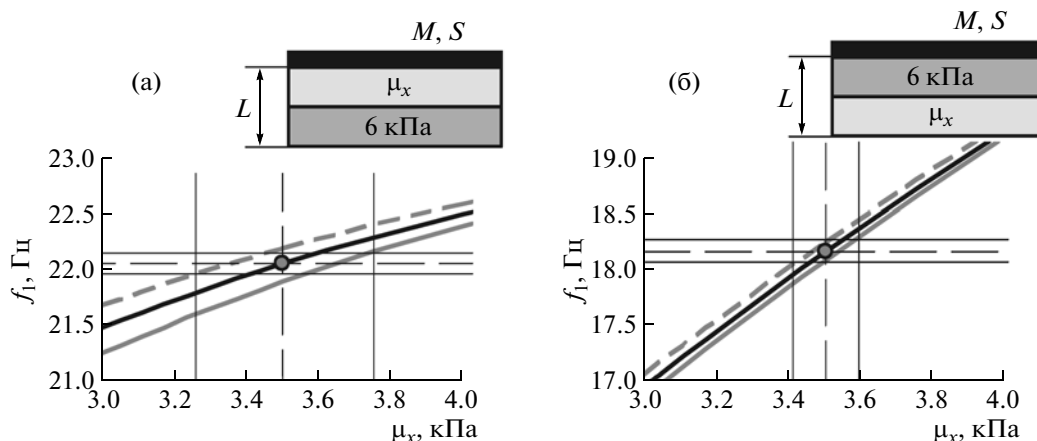 M, S
(а)
μx
L
6 кПа
23.0
22.5
22.0
21.5
21.0
f1, Гц
3.0 3.2 3.4 3.6 3.8 4.0
μx, кПа
M, S
(б)
6 кПа
L
μx
19.0
18.5
18.0
17.5
17.0
f1, Гц
3.0 3.2 3.4 3.6 3.8 4.0
μx, кПа